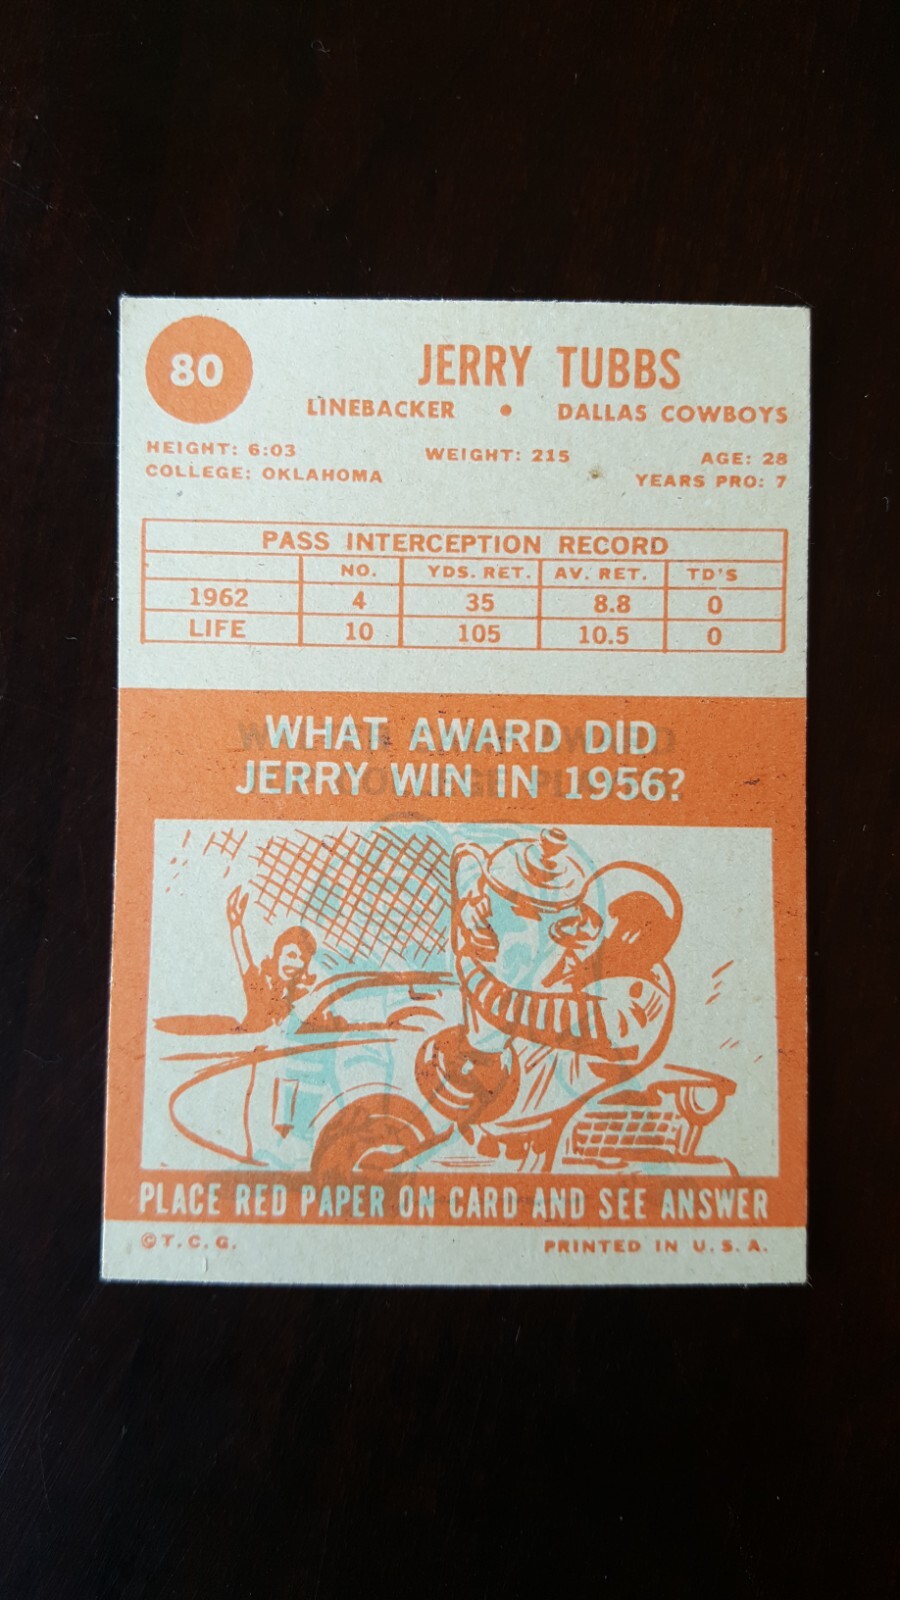 80
JERRY TUBBS
LINEBACKER • DALLAS COWBOYS
HEIGHT: 6:03 WEIGHT: 215 AGE: 28
COLLEGE: OKLAHOMA YEARS PRO: 7
PASS INTERCEPTION RECORD
NO. YDS. RET. AV. RET. TD'S
1962 4 35 8.8 0
LIFE 10 105 10.5 0
WHAT AWARD DID
JERRY WIN IN 1956?
PLACE RED PAPER ON CARD AND SEE ANSWER
©T.C.G. PRINTED IN U.S.A.